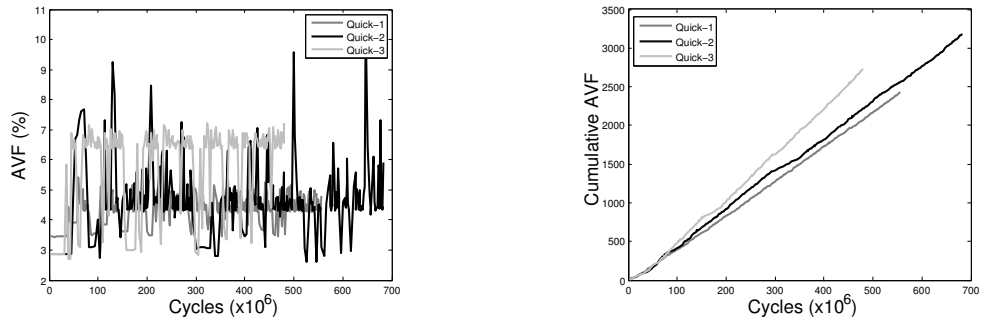 11
10
9
8
7
6
5
4
3
2
AVF (%)
0 100 200 300 400 500 600 700
Cycles (x10⁶)
Quick−1
Quick−2
Quick−3
3500
3000
2500
2000
1500
1000
500
0
Cumulative AVF
0 100 200 300 400 500 600 700
Cycles (x10⁶)
Quick−1
Quick−2
Quick−3